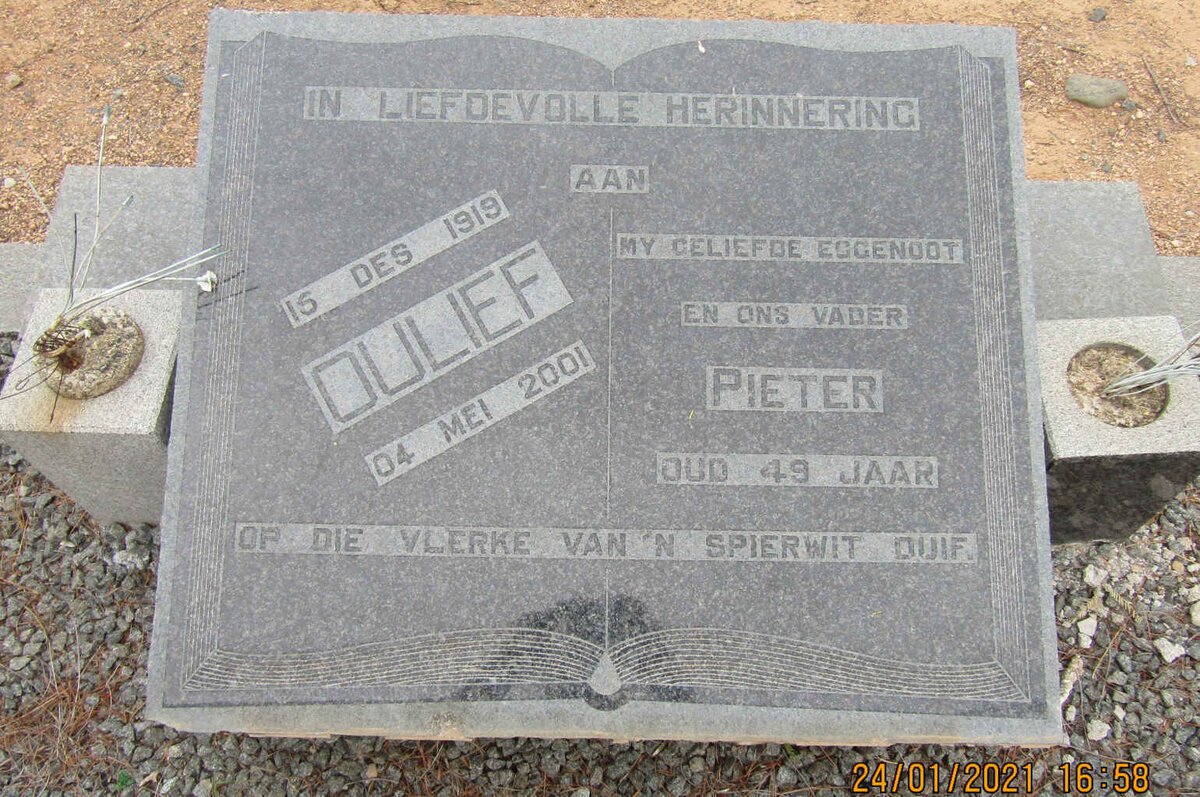 IN LIEFDEVOLLE HERINNERING
AAN
16 DES 1919
OULIEF
04 MEI 2001
MY GELIEFDE EGGENOOT
EN ONS VADER
PIETER
OUD 49 JAAR
OP DIE VLERKE VAN 'N SPIERWIT DUIF.
24/01/2021 16:58